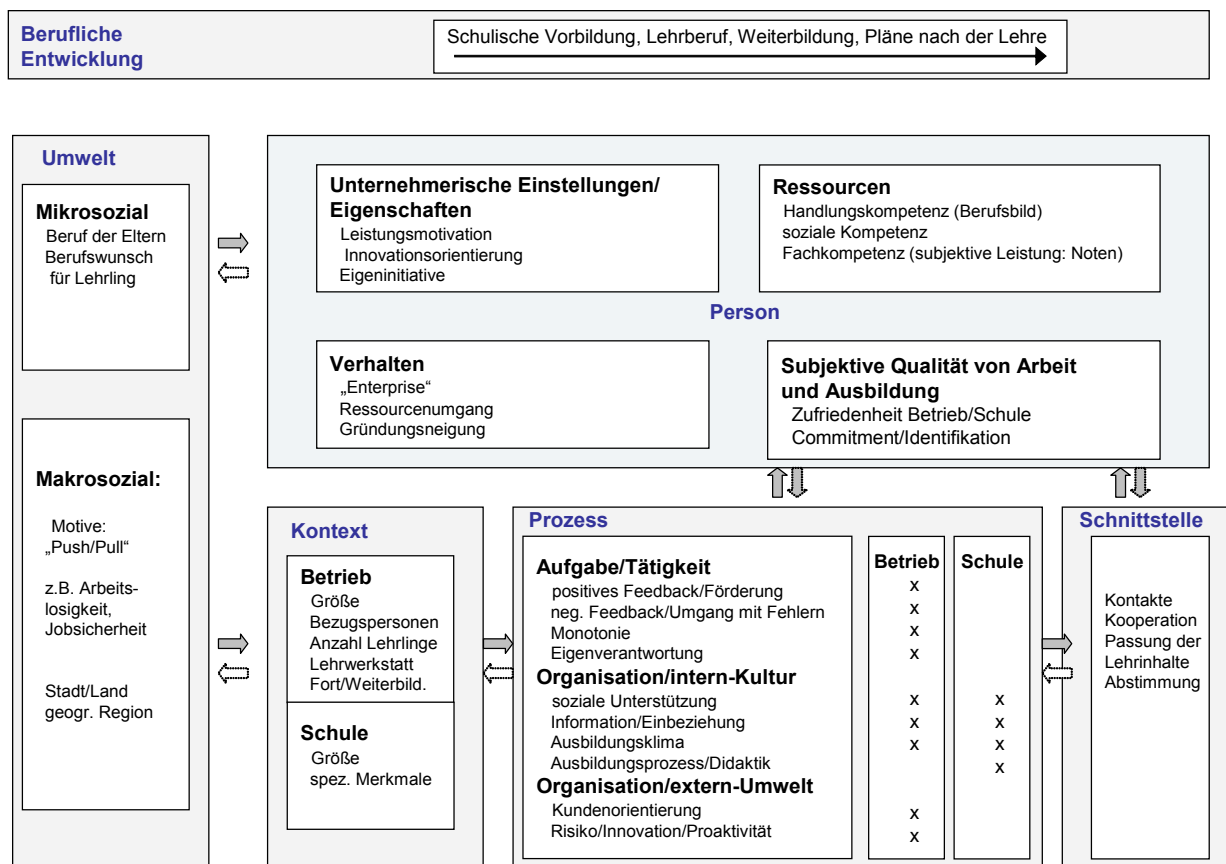 Berufliche
Entwicklung
Schulische Vorbildung, Lehrberuf, Weiterbildung, Pläne nach der Lehre
Umwelt
Mikrosozial
Beruf der Eltern
Berufswunsch
für Lehrling
Makrosozial:
Motive:
„Push/Pull“
z.B. Arbeits-
losigkeit,
Jobsicherheit
Stadt/Land
geogr. Region
Unternehmerische Einstellungen/
Eigenschaften
Leistungsmotivation
Innovationsorientierung
Eigeninitiative
Ressourcen
Handlungskompetenz (Berufsbild)
soziale Kompetenz
Fachkompetenz (subjektive Leistung: Noten)
Person
Verhalten
„Enterprise“
Ressourcenumgang
Gründungsneigung
Subjektive Qualität von Arbeit
und Ausbildung
Zufriedenheit Betrieb/Schule
Commitment/Identifikation
Kontext
Betrieb
Größe
Bezugspersonen
Anzahl Lehrlinge
Lehrwerkstatt
Fort/Weiterbild.
Schule
Größe
spez. Merkmale
Prozess
Betrieb Schule
Aufgabe/Tätigkeit
positives Feedback/Förderung x
neg. Feedback/Umgang mit Fehlern x
Monotonie x
Eigenverantwortung x
Organisation/intern-Kultur
soziale Unterstützung x x
Information/Einbeziehung x x
Ausbildungsklima x x
Ausbildungsprozess/Didaktik x
Organisation/extern-Umwelt
Kundenorientierung x
Risiko/Innovation/Proaktivität x
Schnittstelle
Kontakte
Kooperation
Passung der
Lehrinhalte
Abstimmung